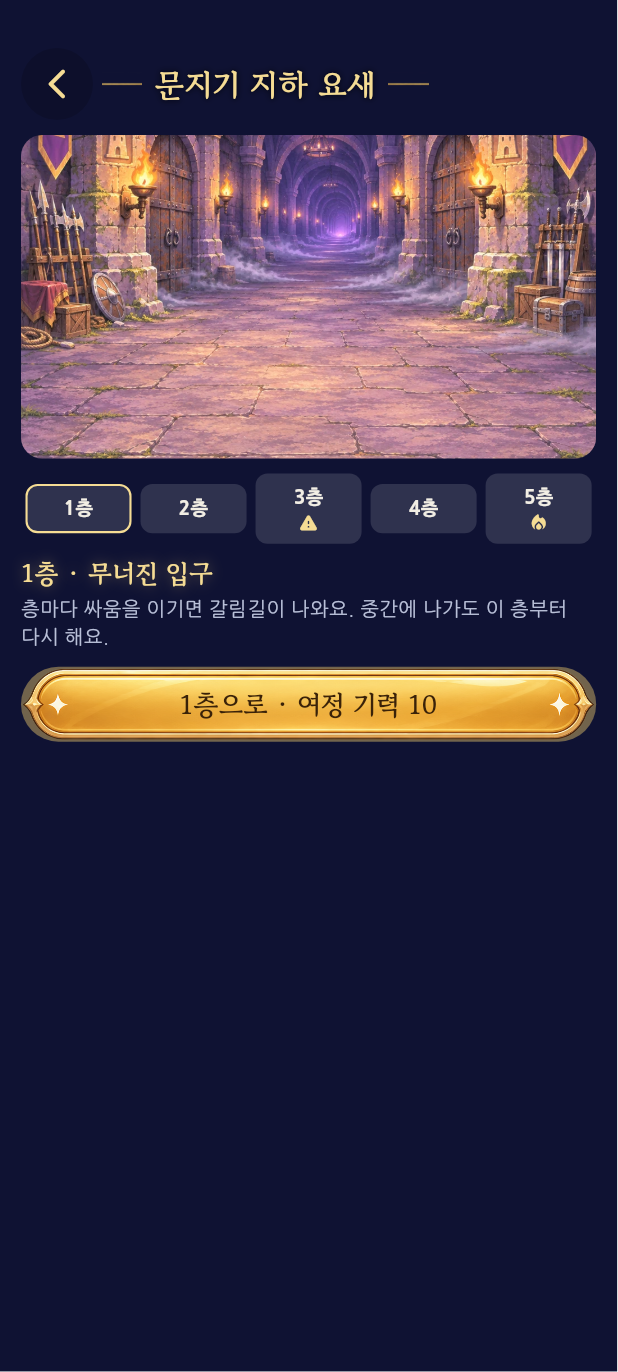 문지기 지하 요새
1층
2층
3층
4층
5층
1층 · 무너진 입구
층마다 싸움을 이기면 갈림길이 나와요. 중간에 나가도 이 층부터
다시 해요.
1층으로 · 여정 기력 10